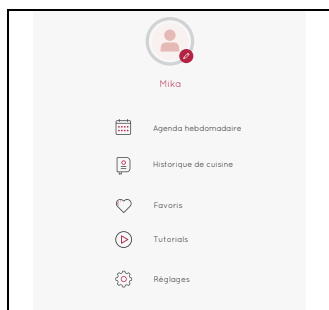 Mika
Agenda hebdomadaire
Historique de cuisine
Favoris
Tutorials
Réglages